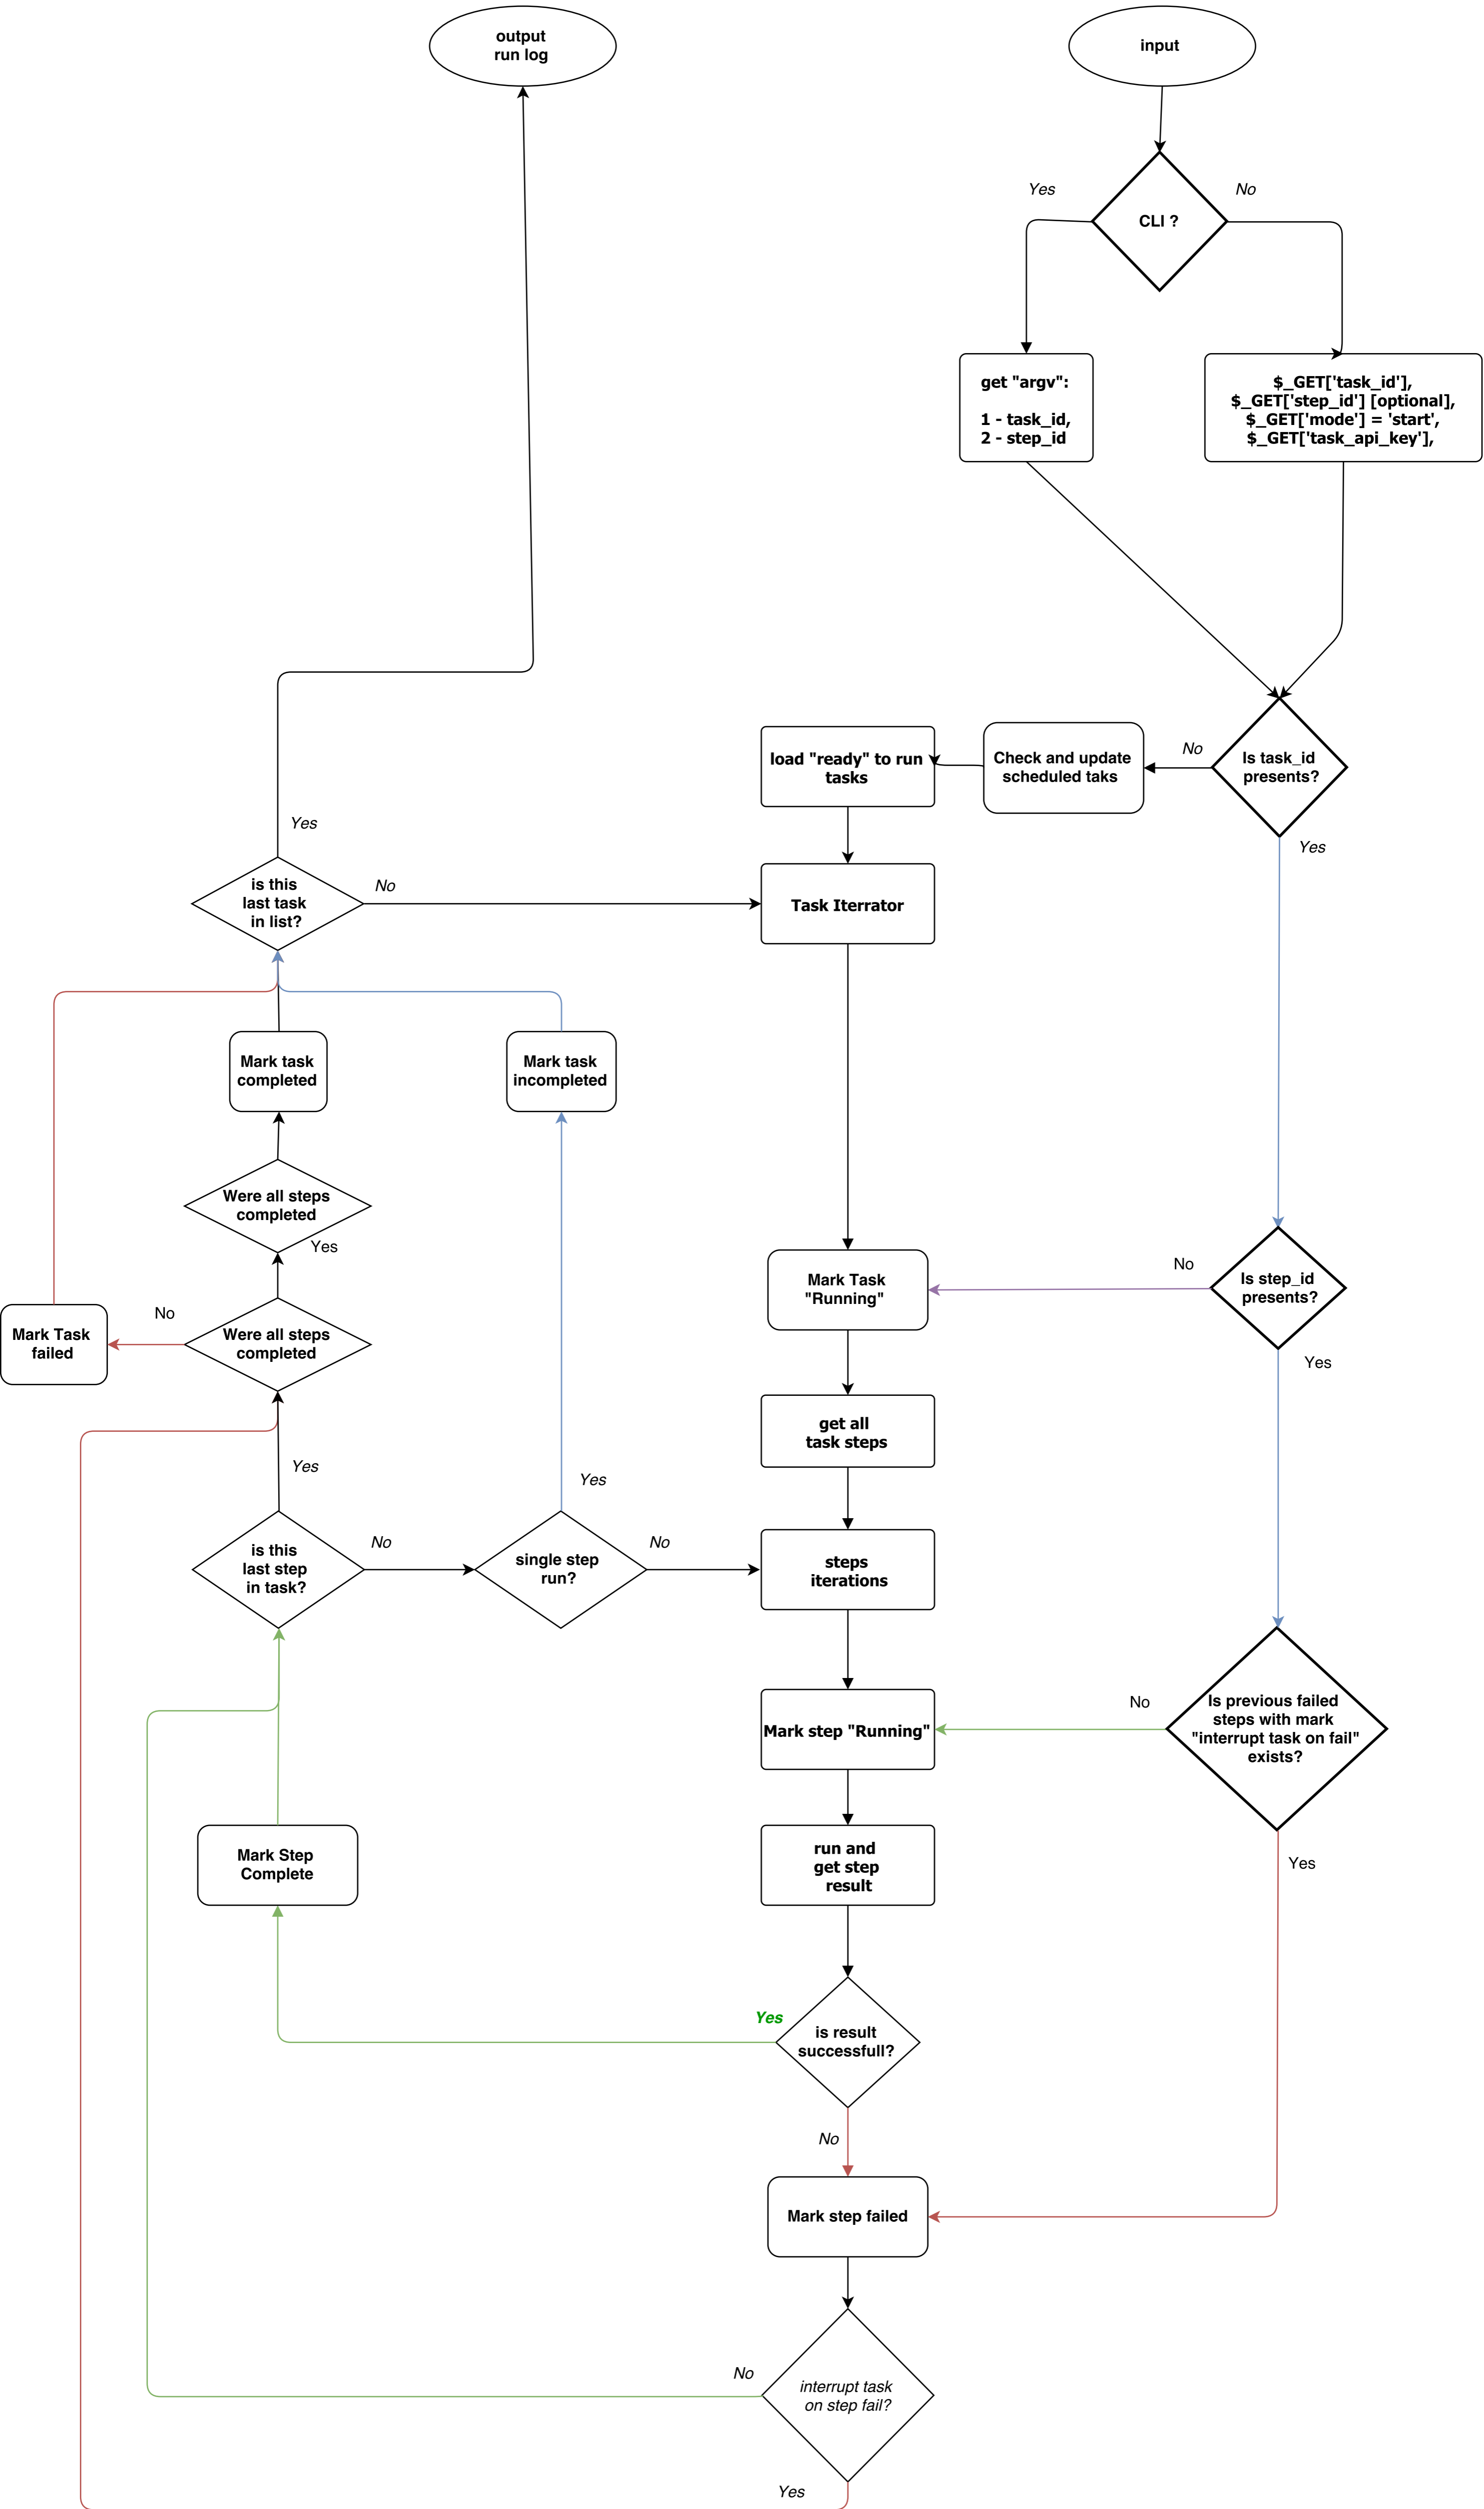 output
run log
input
Yes
No
CLI ?
get "argv":
1 - task_id,
2 - step_id
$_GET['task_id'],
$_GET['step_id'] [optional],
$_GET['mode'] = 'start',
$_GET['task_api_key'],
load "ready" to run
tasks
Check and update
scheduled taks
No
Is task_id
presents?
Yes
Yes
is this
last task
in list?
No
Task Iterrator
Mark task
completed
Mark task
incompleted
Were all steps
completed
Yes
Mark Task
"Running"
No
Is step_id
presents?
Yes
Mark Task
failed
No
Were all steps
completed
get all
task steps
Yes
Yes
is this
last step
in task?
No
single step
run?
No
steps
iterations
Mark step "Running"
No
Is previous failed
steps with mark
"interrupt task on fail"
exists?
Yes
Mark Step
Complete
run and
get step
result
Yes
is result
successfull?
No
Mark step failed
No
interrupt task
on step fail?
Yes